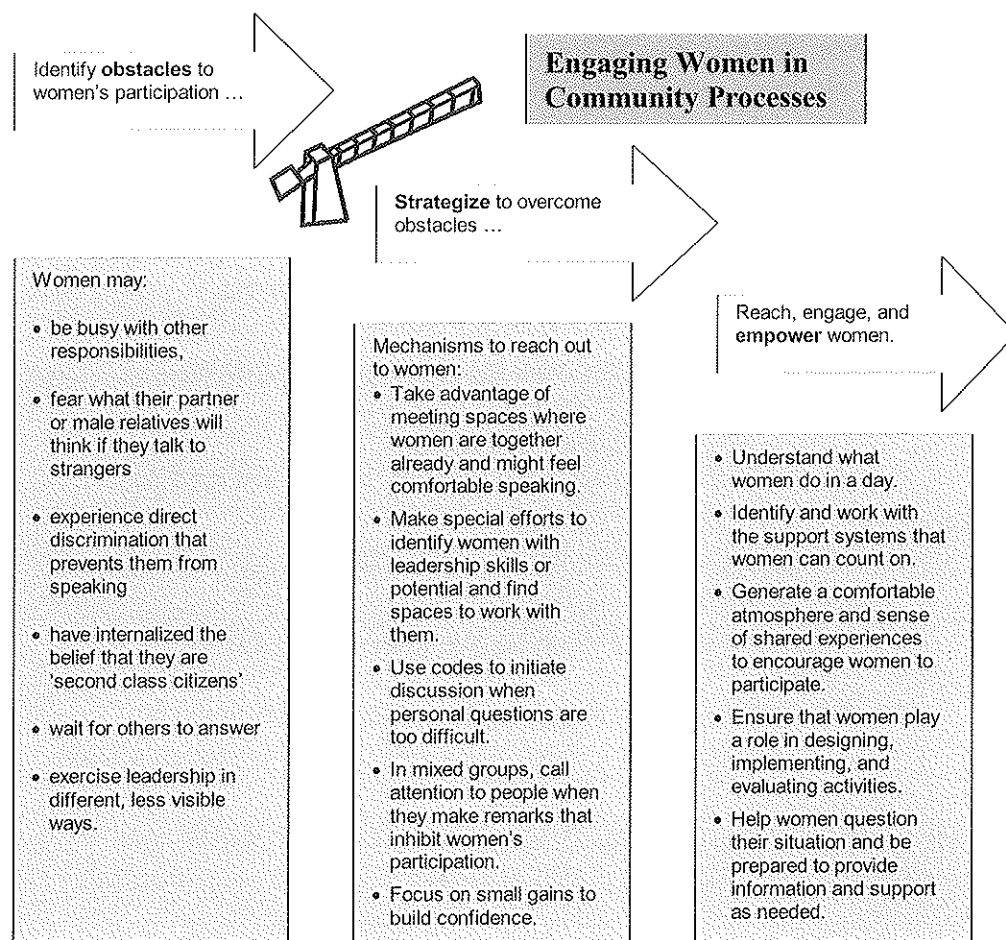 Identify obstacles to
women's participation ...
Engaging Women in
Community Processes
Strategize to overcome
obstacles ...
Reach, engage, and
empower women.
Women may:
• be busy with other
responsibilities,
• fear what their partner
or male relatives will
think if they talk to
strangers
• experience direct
discrimination that
prevents them from
speaking
• have internalized the
belief that they are
'second class citizens'
• wait for others to answer
• exercise leadership in
different, less visible
ways.
Mechanisms to reach out
to women:
• Take advantage of
meeting spaces where
women are together
already and might feel
comfortable speaking.
• Make special efforts to
identify women with
leadership skills or
potential and find
spaces to work with
them.
• Use codes to initiate
discussion when
personal questions are
too difficult.
• In mixed groups, call
attention to people when
they make remarks that
inhibit women's
participation.
• Focus on small gains to
build confidence.
• Understand what
women do in a day.
• Identify and work with
the support systems that
women can count on.
• Generate a comfortable
atmosphere and sense
of shared experiences
to encourage women to
participate.
• Ensure that women play
a role in designing,
implementing, and
evaluating activities.
• Help women question
their situation and be
prepared to provide
information and support
as needed.